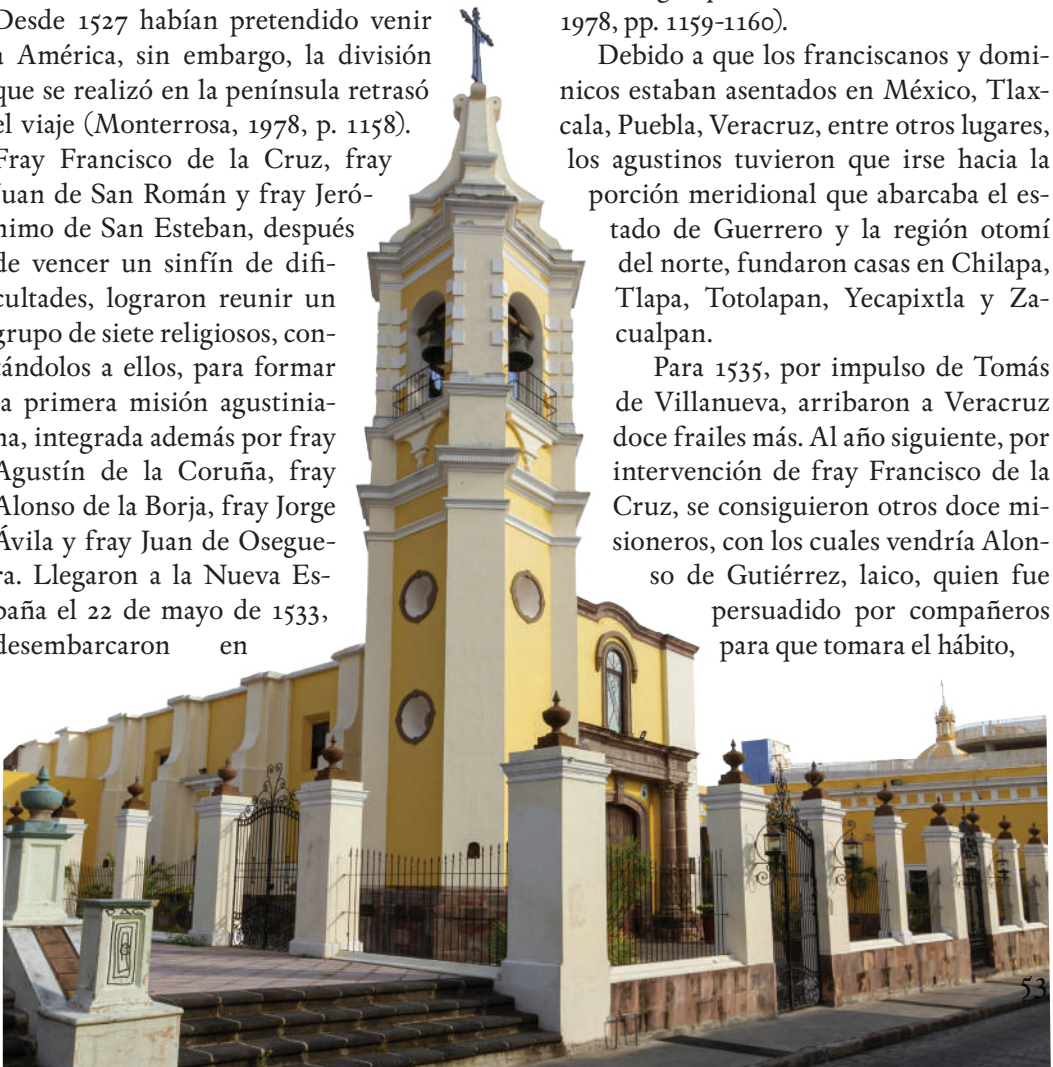 Desde 1527 habían pretendido venir
a América, sin embargo, la división
que se realizó en la península retrasó
el viaje (Monterrosa, 1978, p. 1158).
Fray Francisco de la Cruz, fray
Juan de San Román y fray Jeró-
nimo de San Esteban, después
de vencer un sinfín de difi-
cultades, lograron reunir un
grupo de siete religiosos, con-
tándolos a ellos, para formar
la primera misión agustinia-
na, integrada además por fray
Agustín de la Coruña, fray
Alonso de la Borja, fray Jorge
Ávila y fray Juan de Osegue-
ra. Llegaron a la Nueva Es-
paña el 22 de mayo de 1533,
desembarcaron en
1978, pp. 1159-1160).
Debido a que los franciscanos y domi-
nicos estaban asentados en México, Tlax-
cala, Puebla, Veracruz, entre otros lugares,
los agustinos tuvieron que irse hacia la
porción meridional que abarcaba el es-
tado de Guerrero y la región otomí
del norte, fundaron casas en Chilapa,
Tlapa, Totolapan, Yecapixtla y Za-
cualpan.
Para 1535, por impulso de Tomás
de Villanueva, arribaron a Veracruz
doce frailes más. Al año siguiente, por
intervención de fray Francisco de la
Cruz, se consiguieron otros doce mi-
sioneros, con los cuales vendría Alon-
so de Gutiérrez, laico, quien fue
persuadido por compañeros
para que tomara el hábito,
53